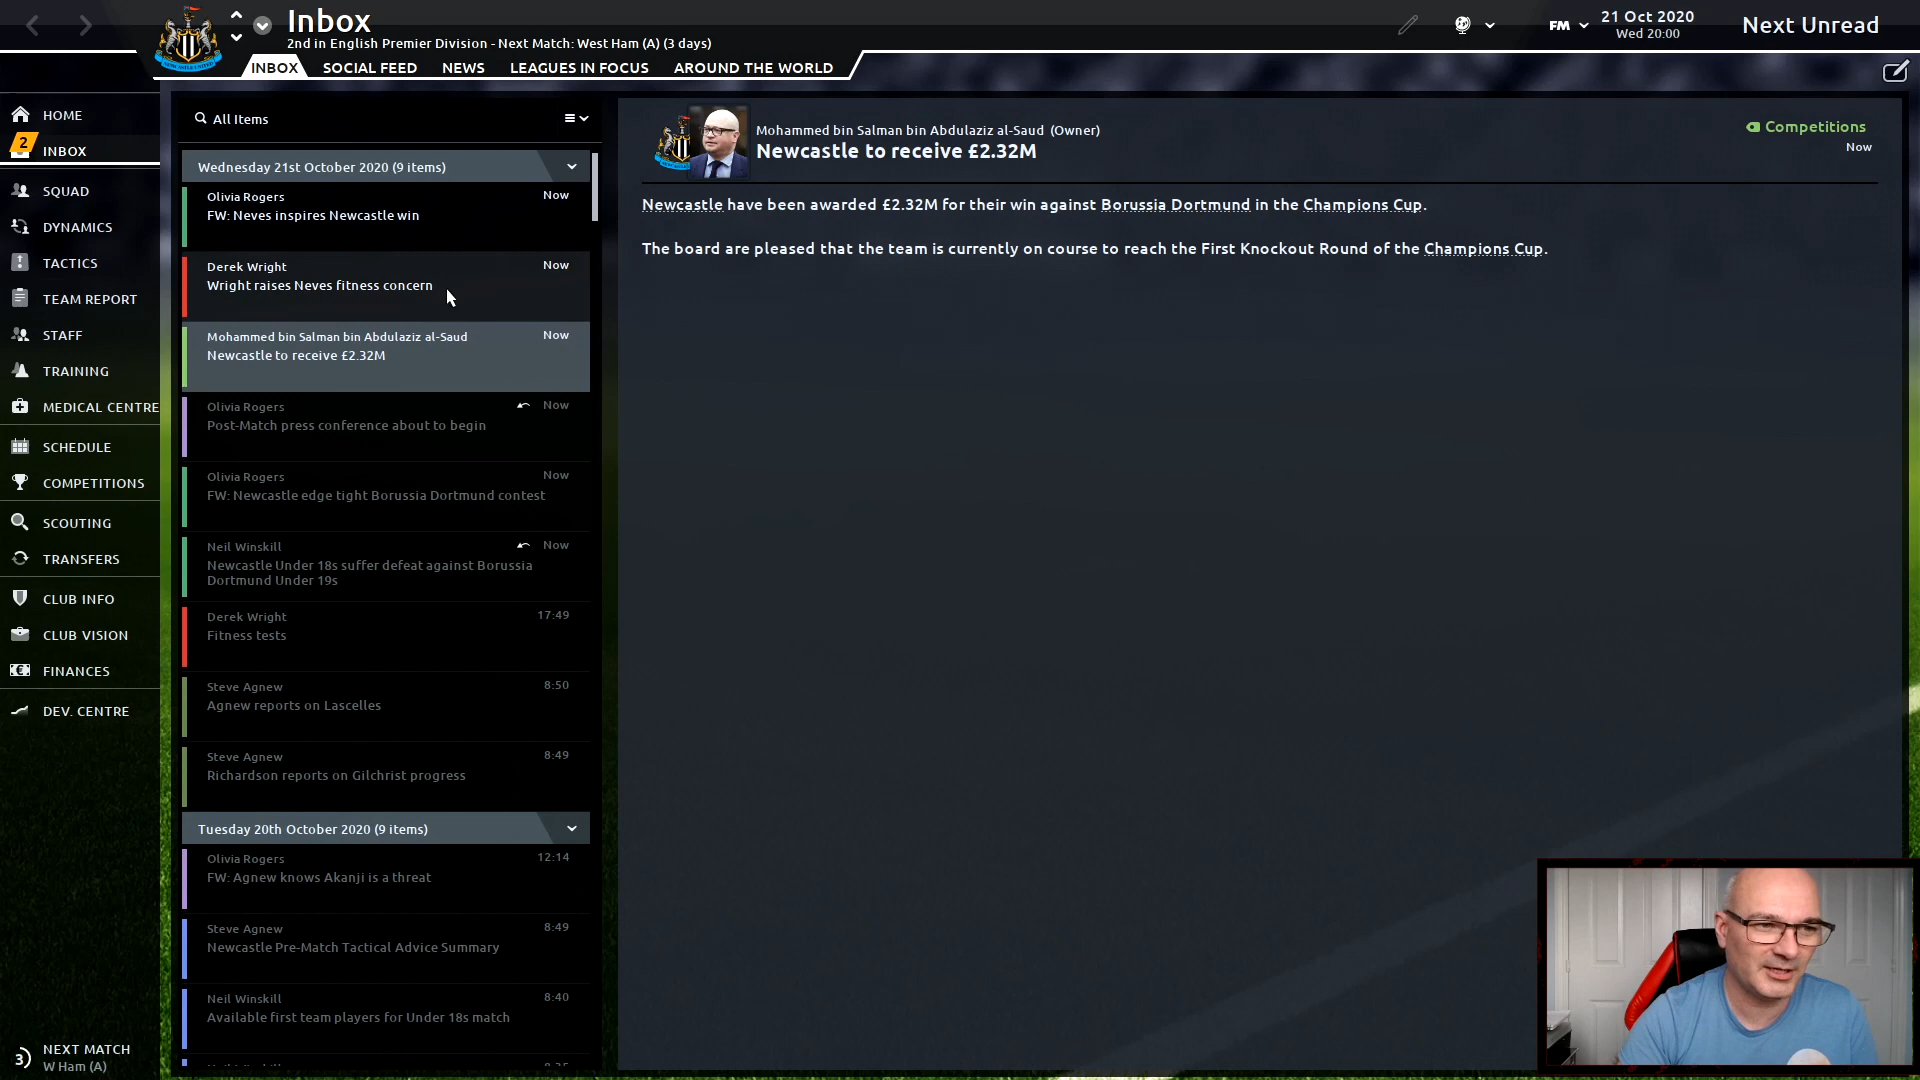 Inbox
2nd in English Premier Division - Next Match: West Ham (A) (3 days)
FM
21 Oct 2020
Wed 20:00
Next Unread
INBOX
SOCIAL FEED
NEWS
LEAGUES IN FOCUS
AROUND THE WORLD
HOME
2
INBOX
SQUAD
DYNAMICS
TACTICS
TEAM REPORT
STAFF
TRAINING
MEDICAL CENTRE
SCHEDULE
COMPETITIONS
SCOUTING
TRANSFERS
CLUB INFO
CLUB VISION
FINANCES
DEV. CENTRE
3
NEXT MATCH
W Ham (A)
All Items
Wednesday 21st October 2020 (9 items)
Olivia Rogers
Now
FW: Neves inspires Newcastle win
Derek Wright
Now
Wright raises Neves fitness concern
Mohammed bin Salman bin Abdulaziz al-Saud
Now
Newcastle to receive £2.32M
Olivia Rogers
Now
Post-Match press conference about to begin
Olivia Rogers
Now
FW: Newcastle edge tight Borussia Dortmund contest
Neil Winskill
Now
Newcastle Under 18s suffer defeat against Borussia
Dortmund Under 19s
Derek Wright
17:49
Fitness tests
Steve Agnew
8:50
Agnew reports on Lascelles
Steve Agnew
8:49
Richardson reports on Gilchrist progress
Tuesday 20th October 2020 (9 items)
Olivia Rogers
12:14
FW: Agnew knows Akanji is a threat
Steve Agnew
8:49
Newcastle Pre-Match Tactical Advice Summary
Neil Winskill
8:40
Available first team players for Under 18s match
Mohammed bin Salman bin Abdulaziz al-Saud (Owner)
Newcastle to receive £2.32M
Competitions
Now
Newcastle have been awarded £2.32M for their win against Borussia Dortmund in the Champions Cup.
The board are pleased that the team is currently on course to reach the First Knockout Round of the Champions Cup.